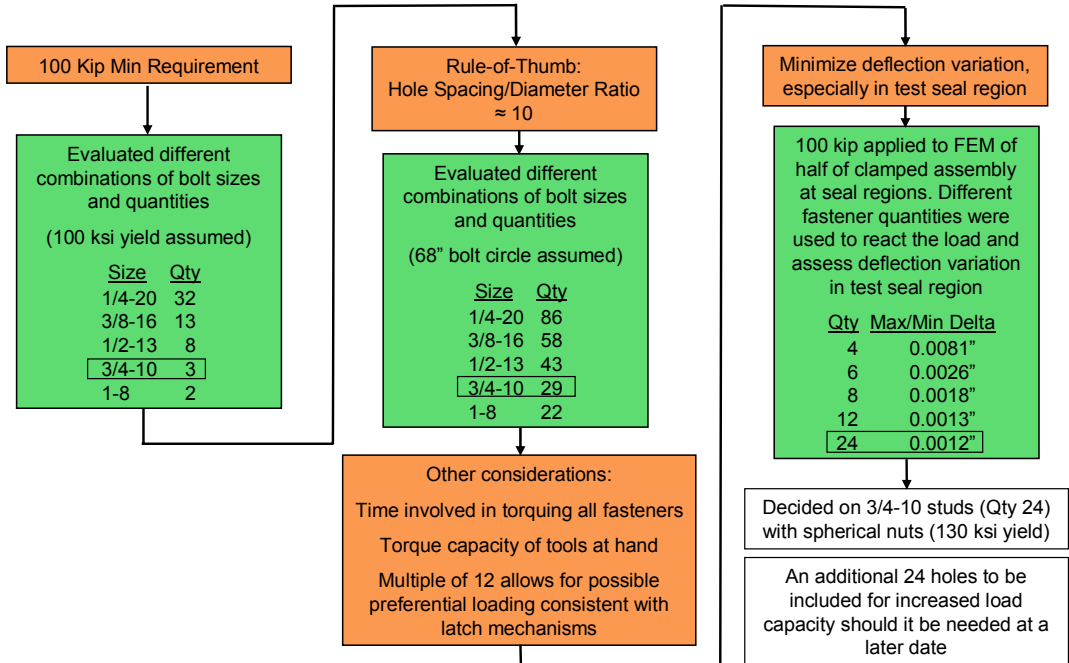 100 Kip Min Requirement
Evaluated different
combinations of bolt sizes
and quantities
(100 ksi yield assumed)
Size Qty
1/4-20 32
3/8-16 13
1/2-13 8
3/4-10 3
1-8 2
Rule-of-Thumb:
Hole Spacing/Diameter Ratio
≈ 10
Evaluated different
combinations of bolt sizes
and quantities
(68” bolt circle assumed)
Size Qty
1/4-20 86
3/8-16 58
1/2-13 43
3/4-10 29
1-8 22
Other considerations:
Time involved in torquing all fasteners
Torque capacity of tools at hand
Multiple of 12 allows for possible
preferential loading consistent with
latch mechanisms
Minimize deflection variation,
especially in test seal region
100 kip applied to FEM of
half of clamped assembly
at seal regions. Different
fastener quantities were
used to react the load and
assess deflection variation
in test seal region
Qty Max/Min Delta
4 0.0081”
6 0.0026”
8 0.0018”
12 0.0013”
24 0.0012”
Decided on 3/4-10 studs (Qty 24)
with spherical nuts (130 ksi yield)
An additional 24 holes to be
included for increased load
capacity should it be needed at a
later date